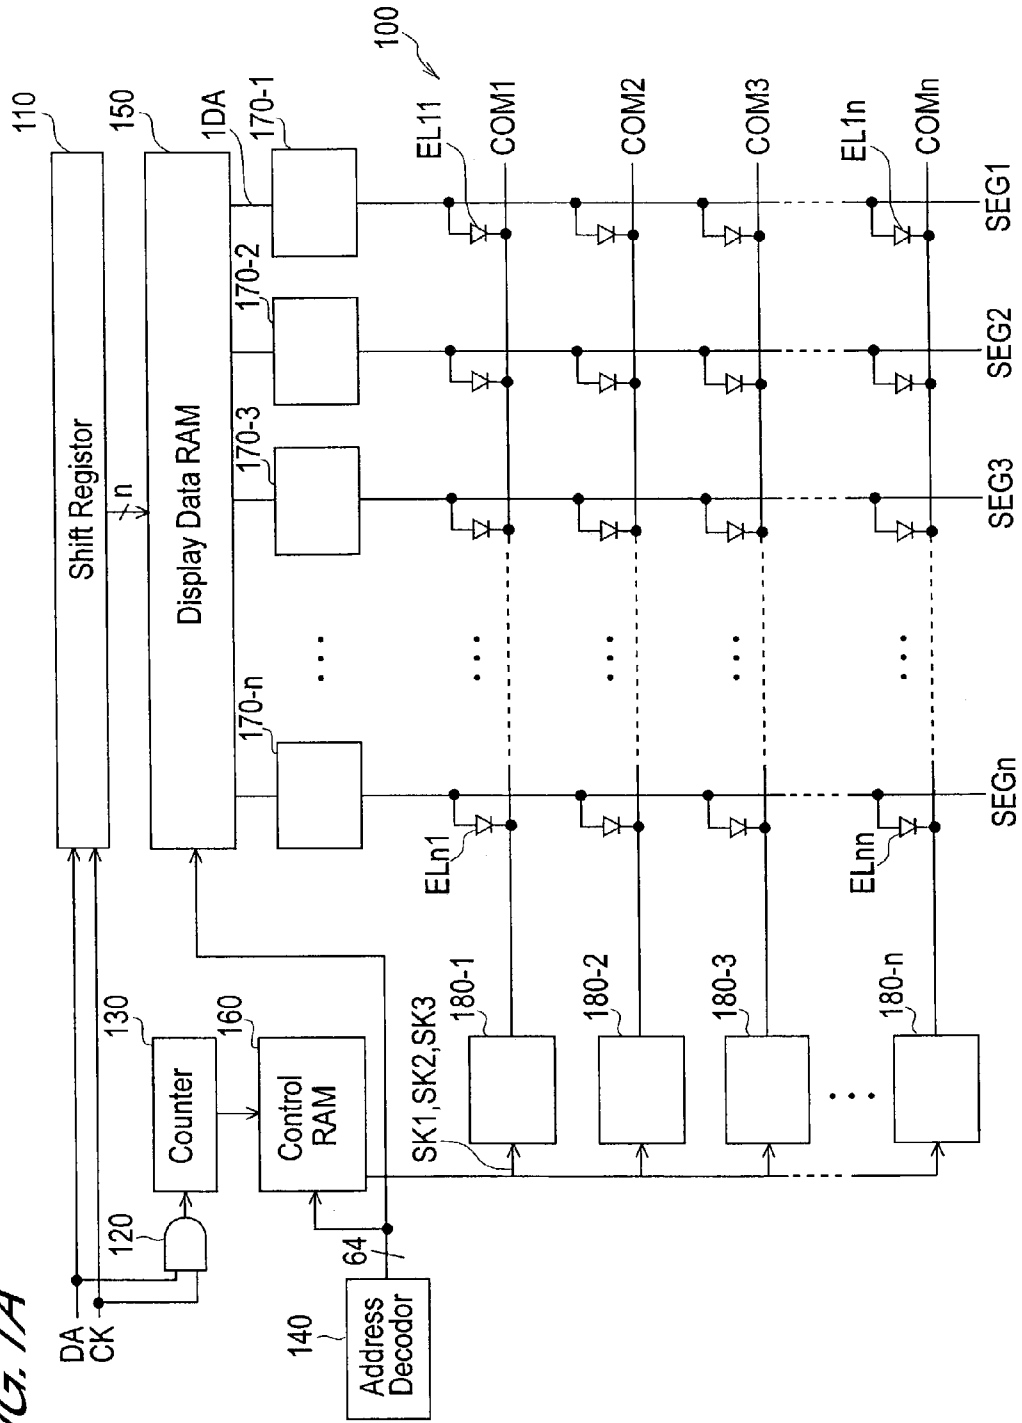 FIG. 1A
DA
CK
120
130
Counter
160
Control
RAM
140
Address
Decodor
64
110
Shift Registor
n
150
Display Data RAM
1DA
170-n
170-3
170-2
170-1
100
SK1,SK2,SK3
180-1
180-2
180-3
180-n
ELn1
EL11
ELnn
EL1n
COM1
COM2
COM3
COMn
SEGn
SEG3
SEG2
SEG1